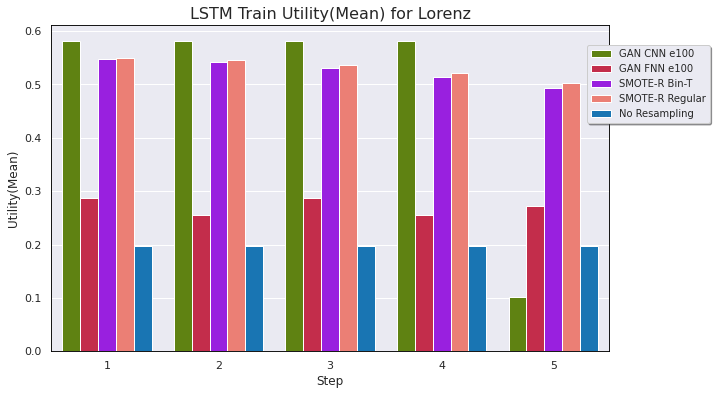 LSTM Train Utility(Mean) for Lorenz
0.6
0.5
0.4
0.3
0.2
0.1
0.0
Utility(Mean)
1 2 3 4 5
Step
GAN CNN e100
GAN FNN e100
SMOTE-R Bin-T
SMOTE-R Regular
No Resampling